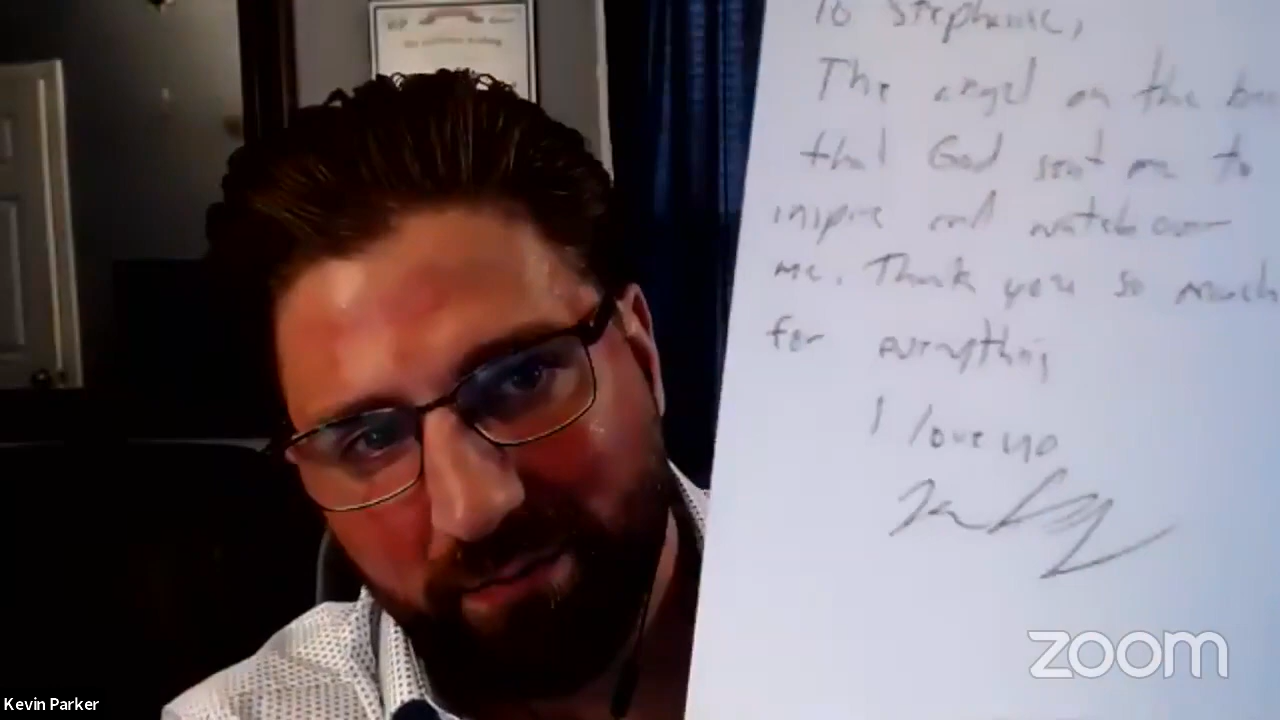 To Stephanie,
The angel on the
that God sent me to
inspire and watch over
me. Thank you so much
for everything
I love yo
zoom
Kevin Parker